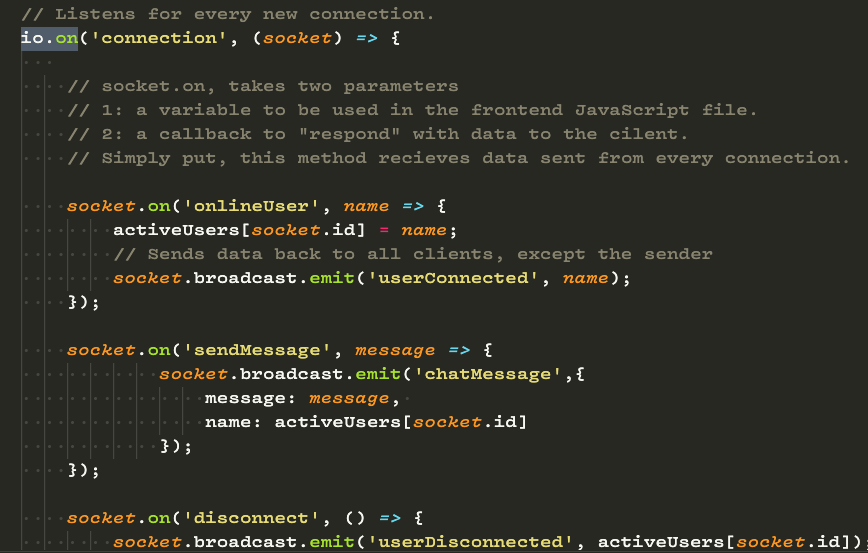 // Listens for every new connection.
io.on('connection', (socket) => {
// socket.on, takes two parameters
// 1: a variable to be used in the frontend JavaScript file.
// 2: a callback to "respond" with data to the cilent.
// Simply put, this method recieves data sent from every connection.
socket.on('onlineUser', name => {
activeUsers[socket.id] = name;
// Sends data back to all clients, except the sender
socket.broadcast.emit('userConnected', name);
});
socket.on('sendMessage', message => {
socket.broadcast.emit('chatMessage',{
message: message,
name: activeUsers[socket.id]
});
});
socket.on('disconnect', () => {
socket.broadcast.emit('userDisconnected', activeUsers[socket.id])